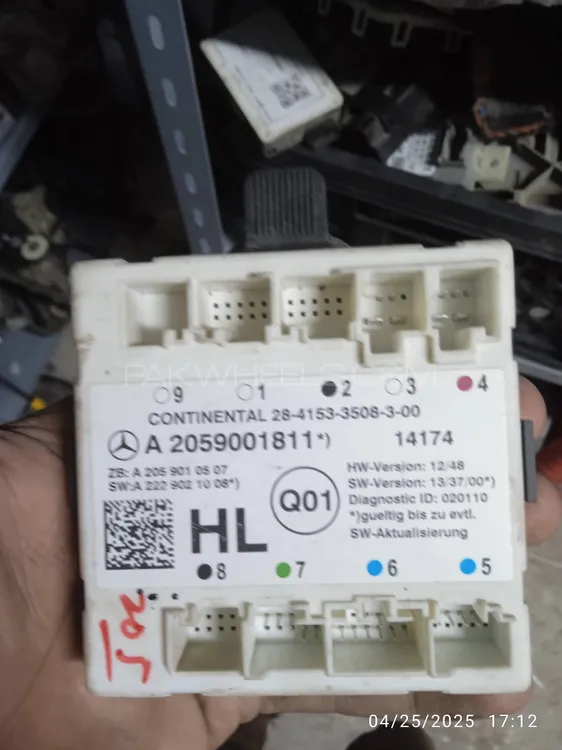 PAKWHEELS.COM
9 1 2 3 4
CONTINENTAL 28-4153-3508-3-00
A 2059001811*) 14174
ZB: A 205 901 05 07
SW:A 222 902 10 08*)
HW-Version: 12/48
SW-Version: 13/37/00*)
Diagnostic ID: 020110
*)gueltig bis zu evtl.
SW-Aktualisierung
Q01
HL
8 7 6 5
205
04/25/2025 17:12